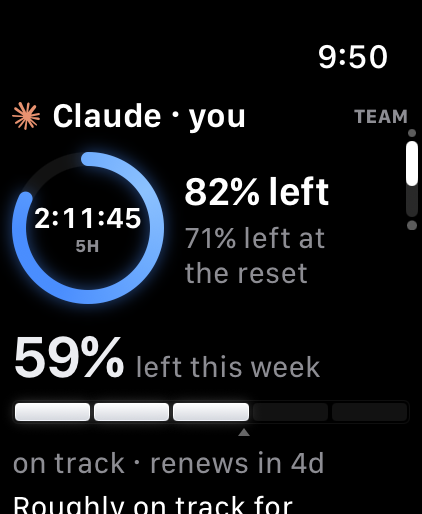 9:50
Claude · you
TEAM
82% left
2:11:45
5H
71% left at
the reset
59% left this week
on track · renews in 4d
Roughly on track for